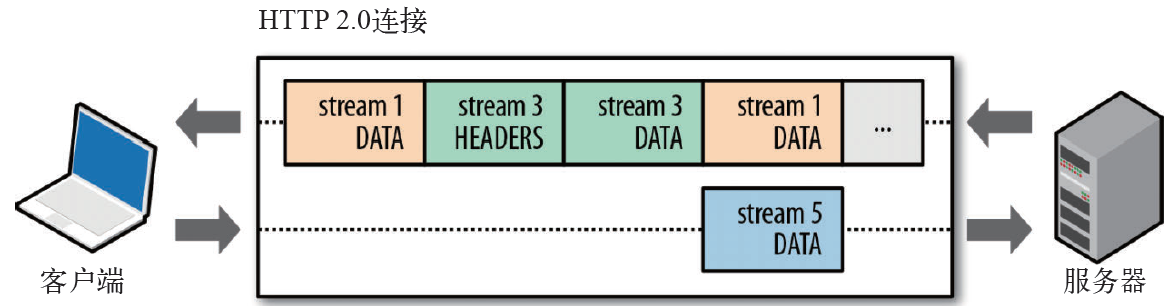 HTTP 2.0连接
stream 1
DATA
stream 3
HEADERS
stream 3
DATA
stream 1
DATA
...
stream 5
DATA
客户端
服务器